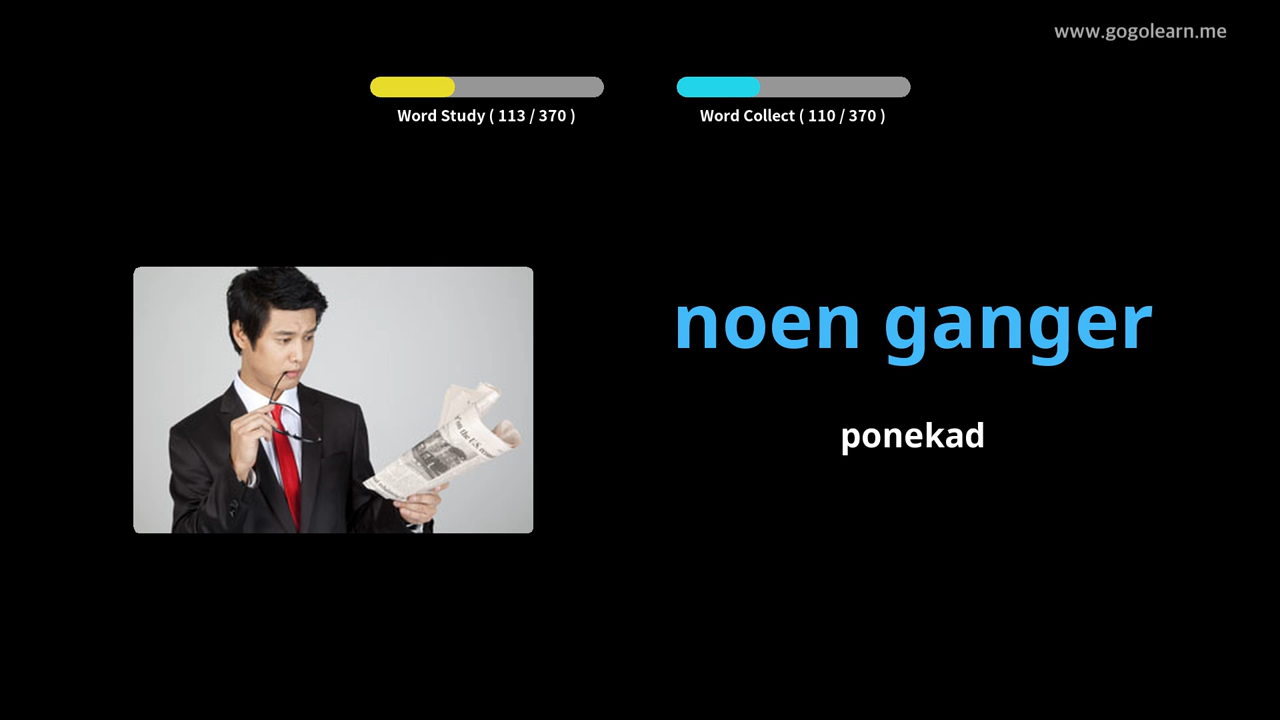 www.gogolearn.me
Word Study ( 113 / 370 )
Word Collect ( 110 / 370 )
noen ganger
ponekad